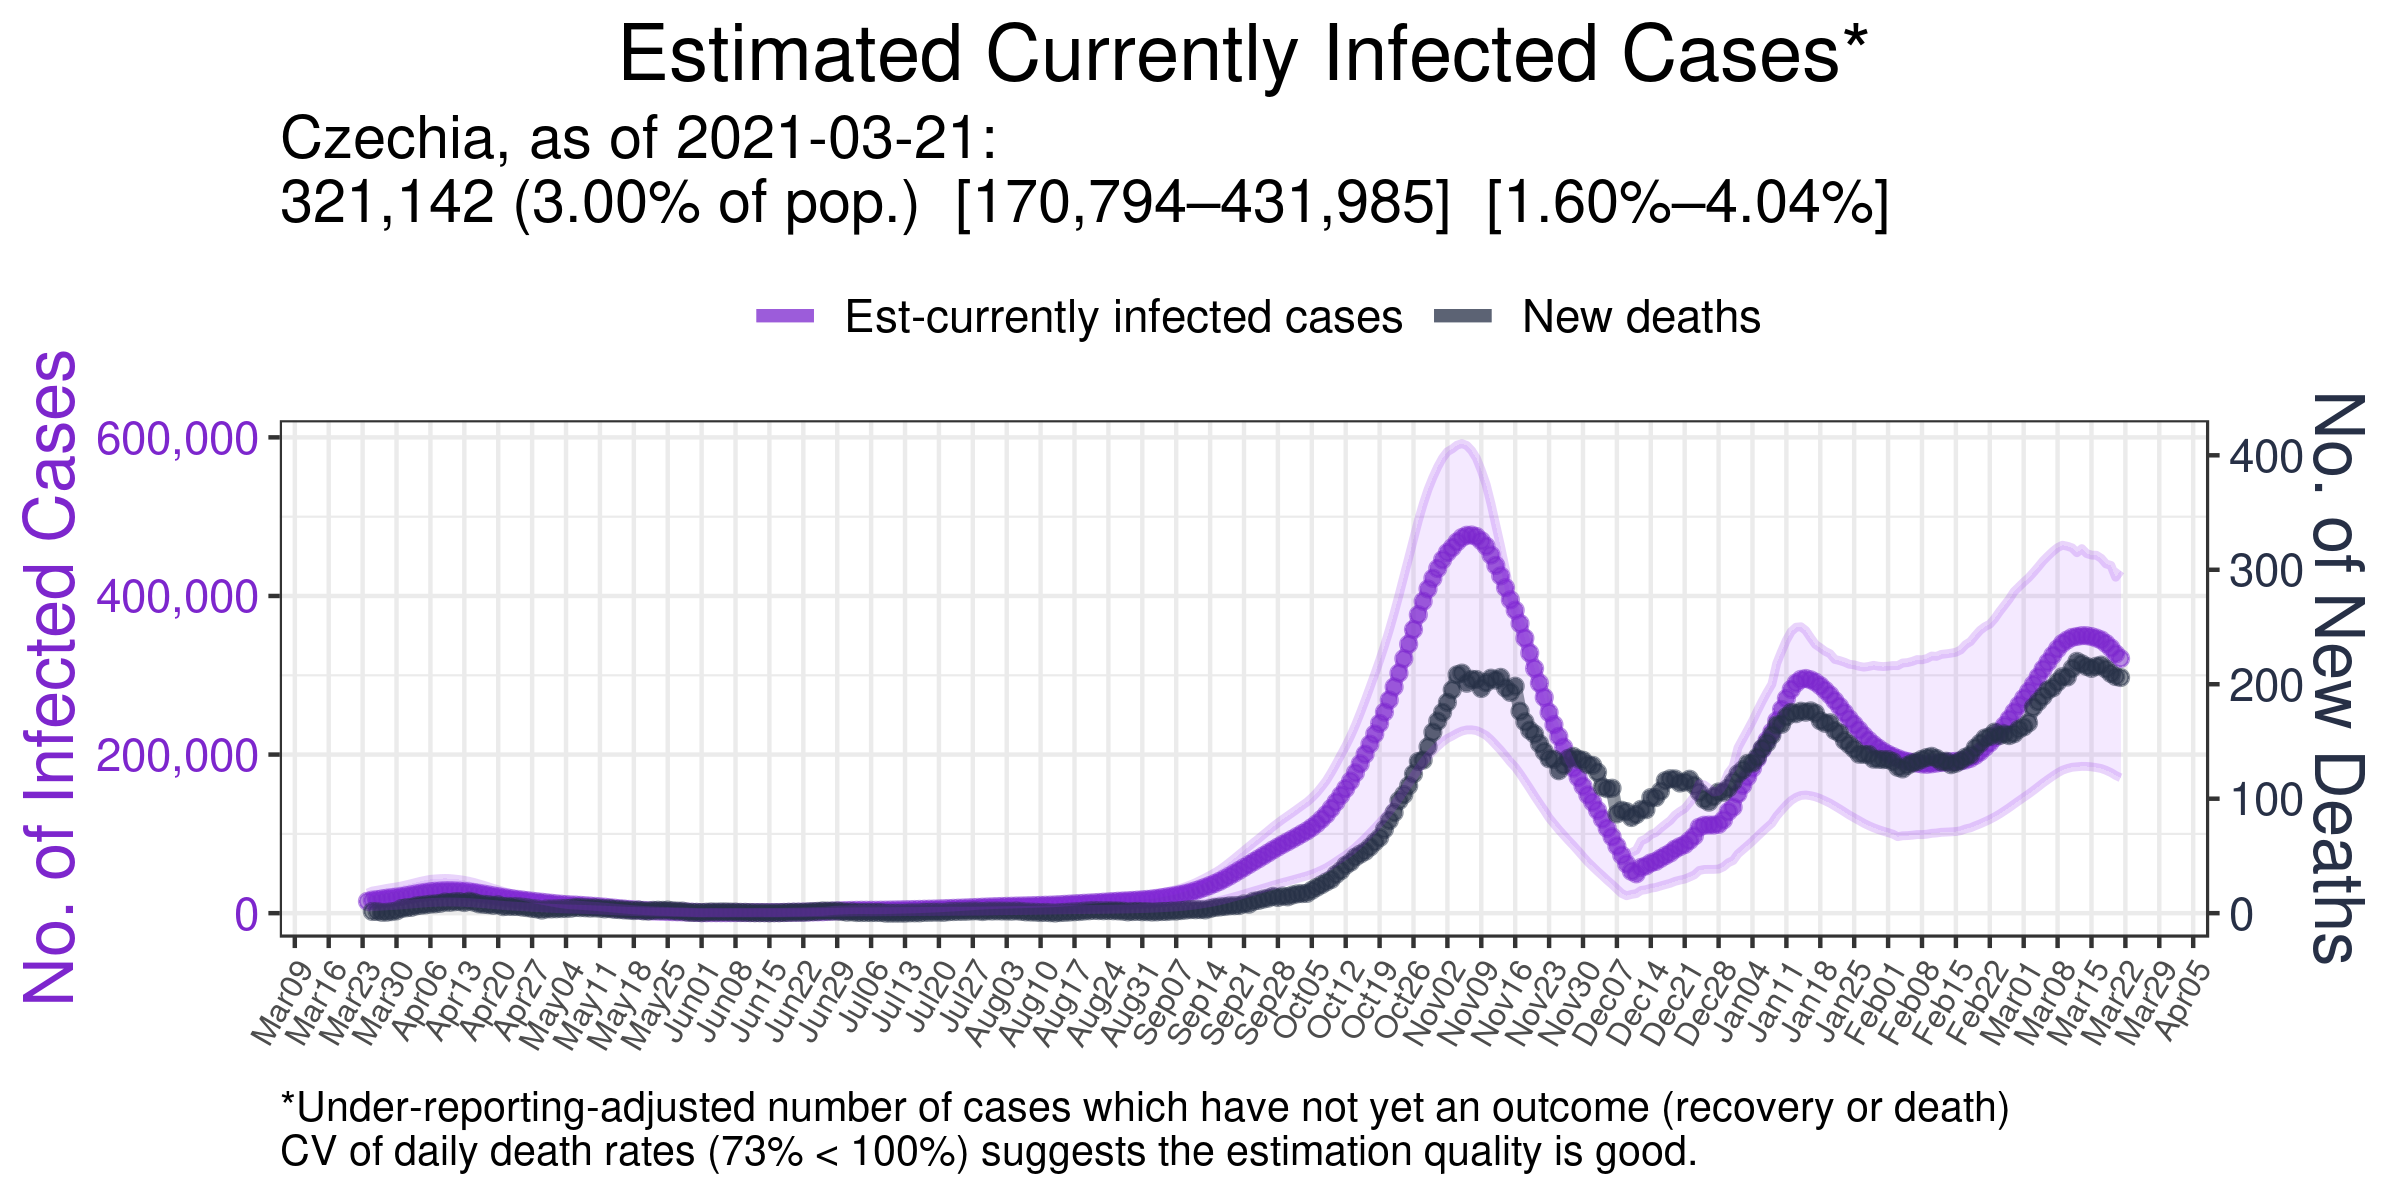 Estimated Currently Infected Cases*
Czechia, as of 2021-03-21:
321,142 (3.00% of pop.)  [170,794–431,985]  [1.60%–4.04%]
Est-currently infected cases
New deaths
No. of Infected Cases
600,000
400,000
200,000
0
400
300
200
100
0
No. of New Deaths
Mar09
Mar16
Mar23
Mar30
Apr06
Apr13
Apr20
Apr27
May04
May11
May18
May25
Jun01
Jun08
Jun15
Jun22
Jun29
Jul06
Jul13
Jul20
Jul27
Aug03
Aug10
Aug17
Aug24
Aug31
Sep07
Sep14
Sep21
Sep28
Oct05
Oct12
Oct19
Oct26
Nov02
Nov09
Nov16
Nov23
Nov30
Dec07
Dec14
Dec21
Dec28
Jan04
Jan11
Jan18
Jan25
Feb01
Feb08
Feb15
Feb22
Mar01
Mar08
Mar15
Mar22
Mar29
Apr05
*Under-reporting-adjusted number of cases which have not yet an outcome (recovery or death)
CV of daily death rates (73% < 100%) suggests the estimation quality is good.